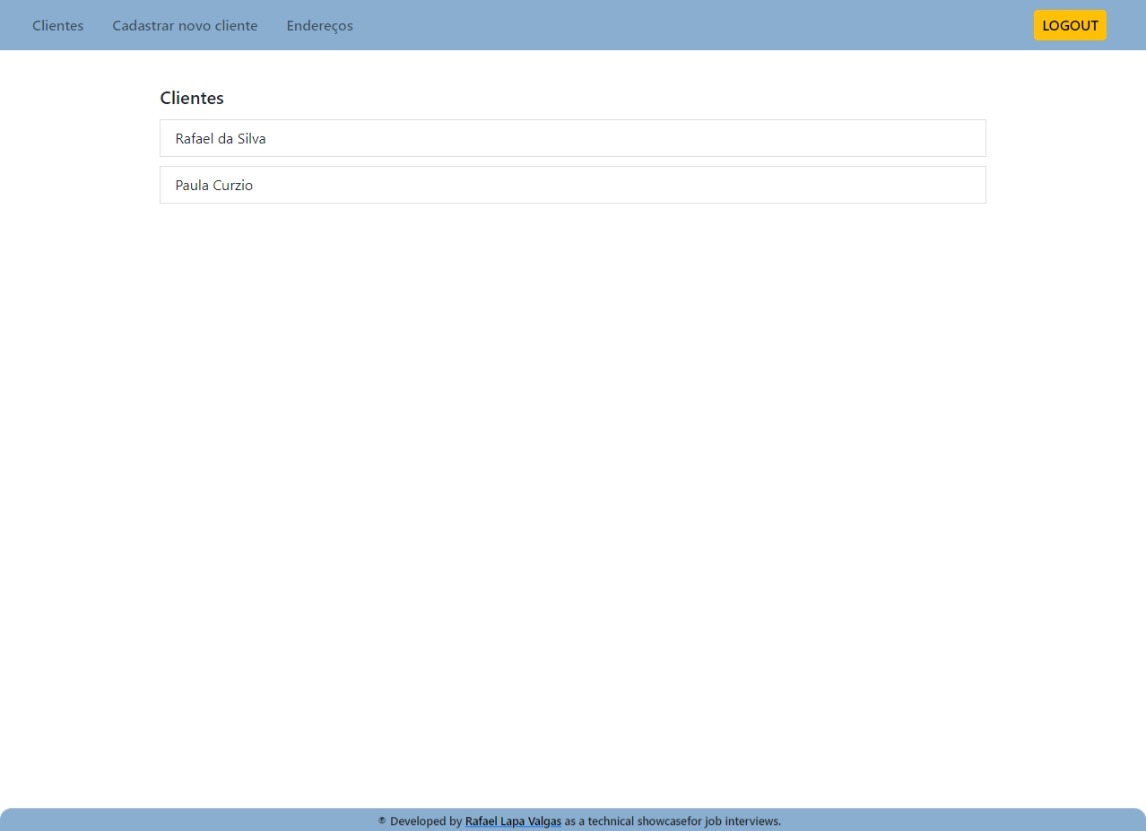 Clientes Cadastrar novo cliente Endereços LOGOUT
Clientes
Rafael da Silva
Paula Curzio
® Developed by Rafael Lapa Valgas as a technical showcasefor job interviews.